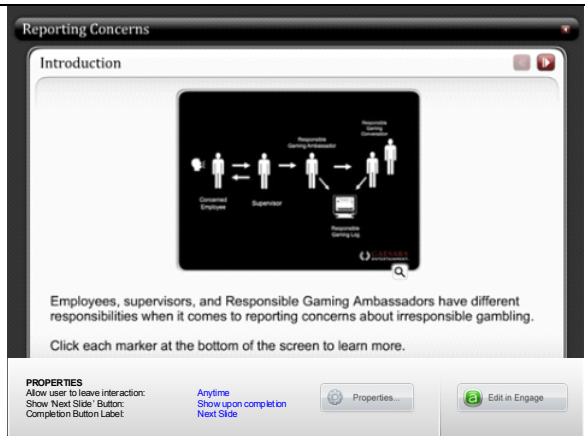 Reporting Concerns
Introduction
Responsible
Gaming
Conversation
Responsible
Gaming Ambassador
Concerned
Employee
Supervisor
Responsible
Gaming Log
CAESARS
ENTERTAINMENT.
Employees, supervisors, and Responsible Gaming Ambassadors have different
responsibilities when it comes to reporting concerns about irresponsible gambling.
Click each marker at the bottom of the screen to learn more.
PROPERTIES
Allow user to leave interaction: Anytime
Show 'Next Slide' Button: Show upon completion
Completion Button Label: Next Slide
Properties...
Edit in Engage